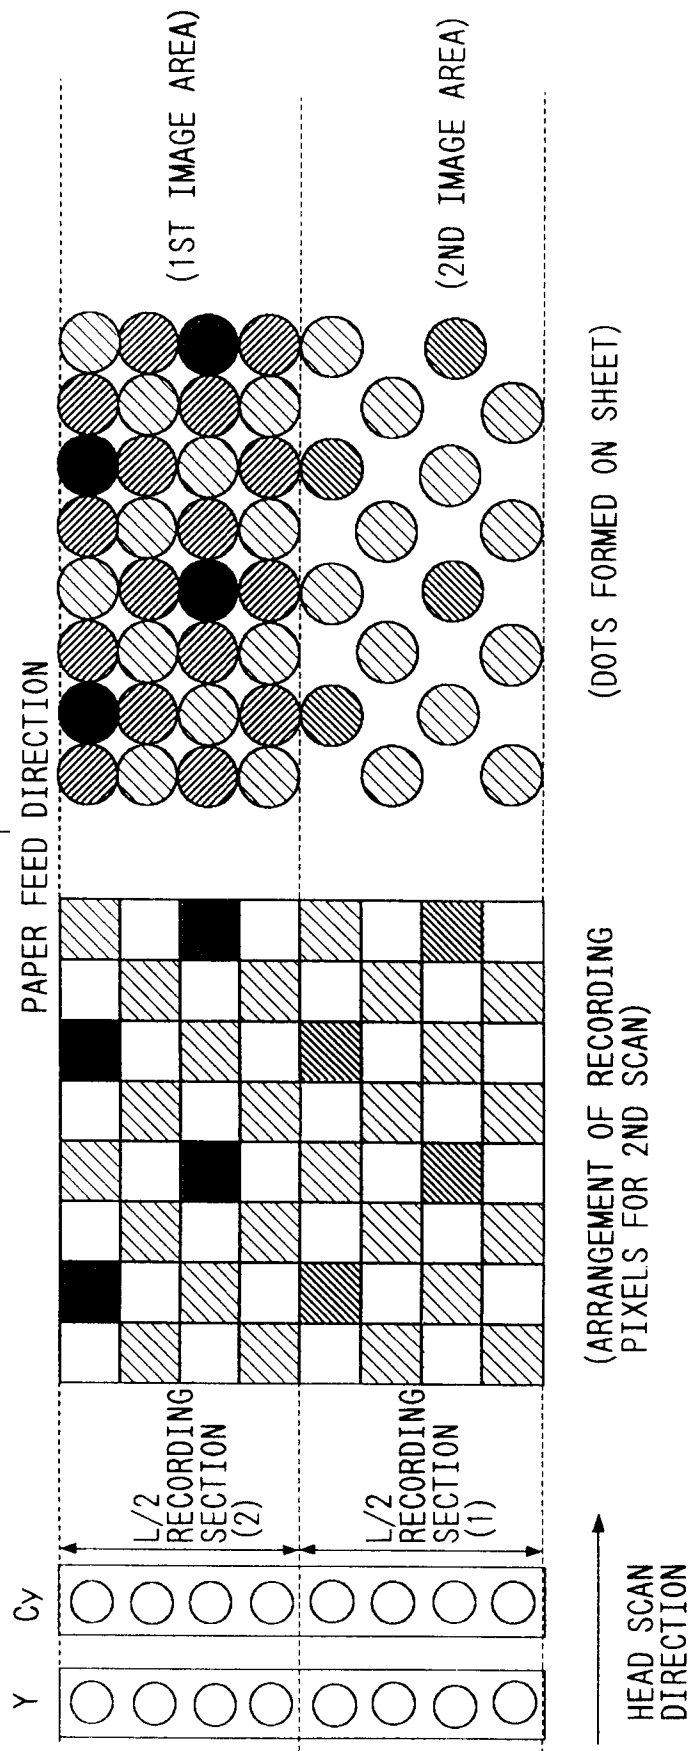 Y
Cy
L/2
RECORDING
SECTION
(2)
L/2
RECORDING
SECTION
(1)
HEAD SCAN
DIRECTION
PAPER FEED DIRECTION
(ARRANGEMENT OF RECORDING
PIXELS FOR 2ND SCAN)
(DOTS FORMED ON SHEET)
(1ST IMAGE AREA)
(2ND IMAGE AREA)